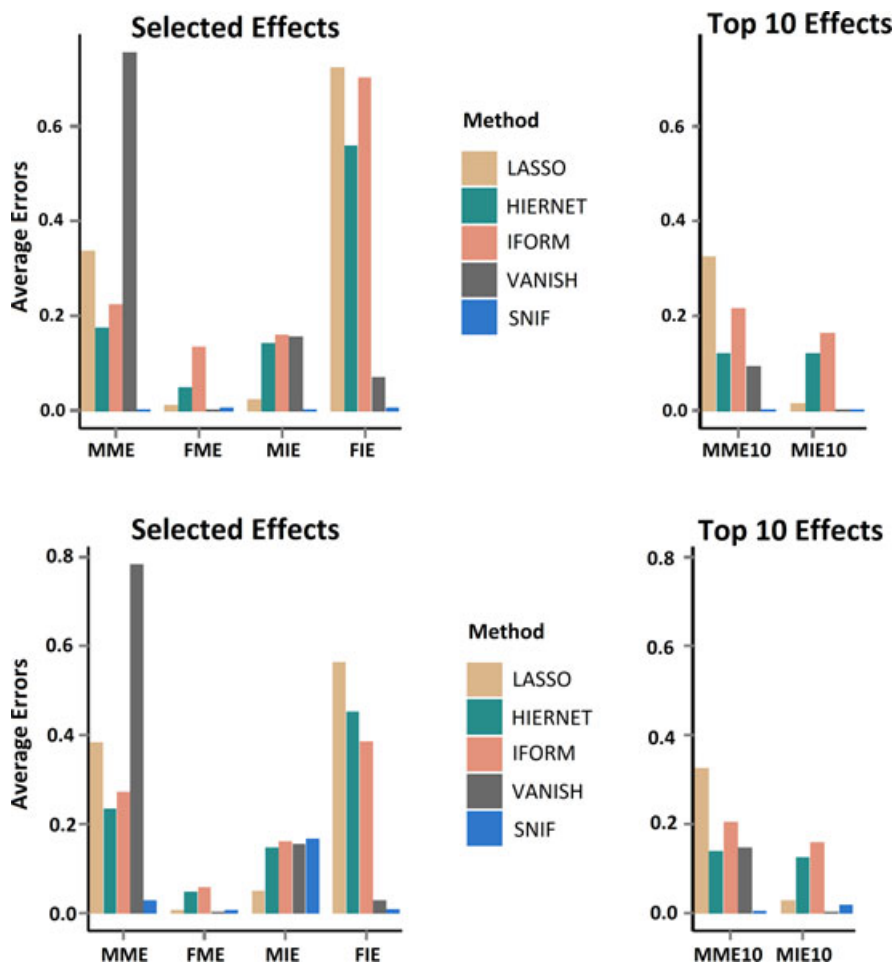 Selected Effects
Top 10 Effects
Average Errors
0.6
0.4
0.2
0.0
MME FME MIE FIE
Method
LASSO
HIERNET
IFORM
VANISH
SNIF
0.6
0.4
0.2
0.0
MME10 MIE10
Selected Effects
Top 10 Effects
Average Errors
0.8
0.6
0.4
0.2
0.0
MME FME MIE FIE
Method
LASSO
HIERNET
IFORM
VANISH
SNIF
0.8
0.6
0.4
0.2
0.0
MME10 MIE10